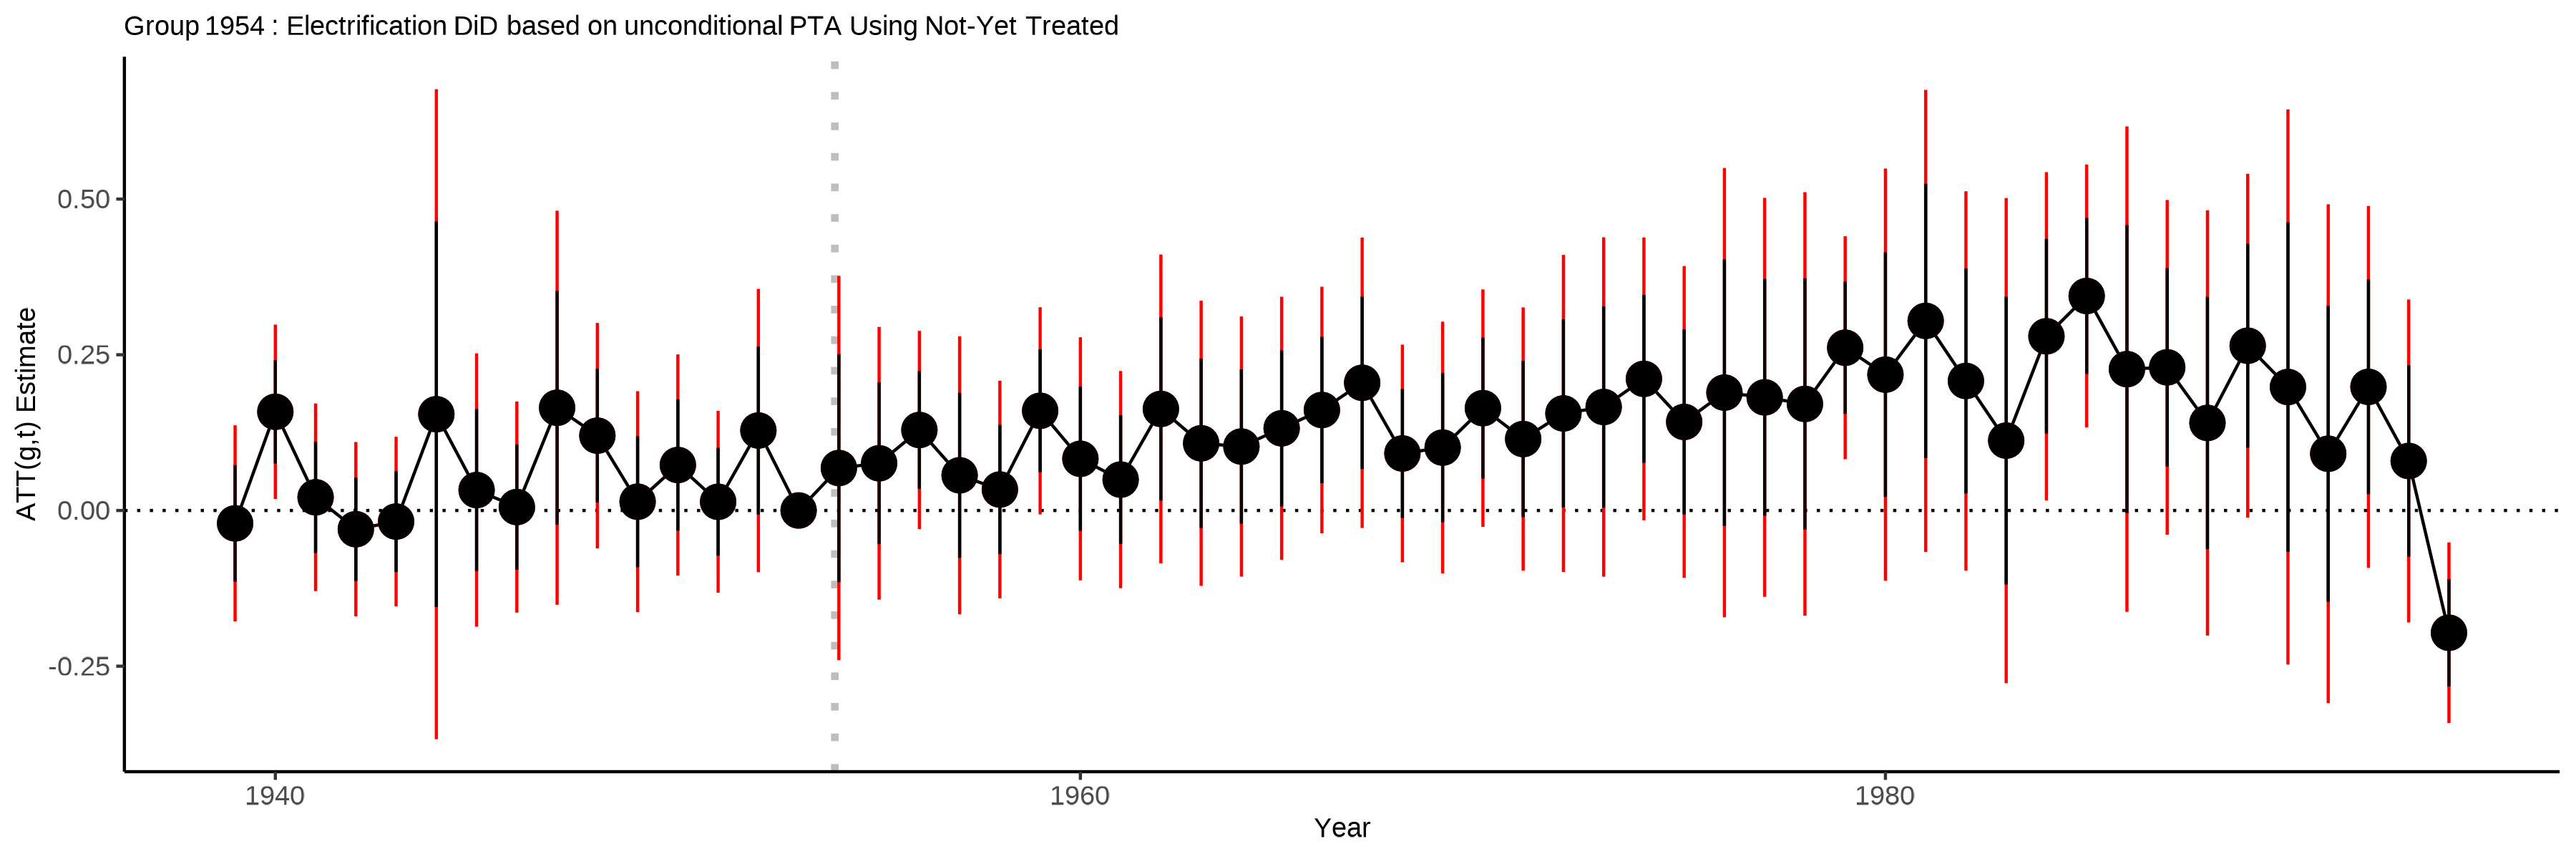 Group 1954 : Electrification DiD based on unconditional PTA Using Not-Yet Treated
ATT(g,t) Estimate
0.50
0.25
0.00
-0.25
1940
1960
1980
Year